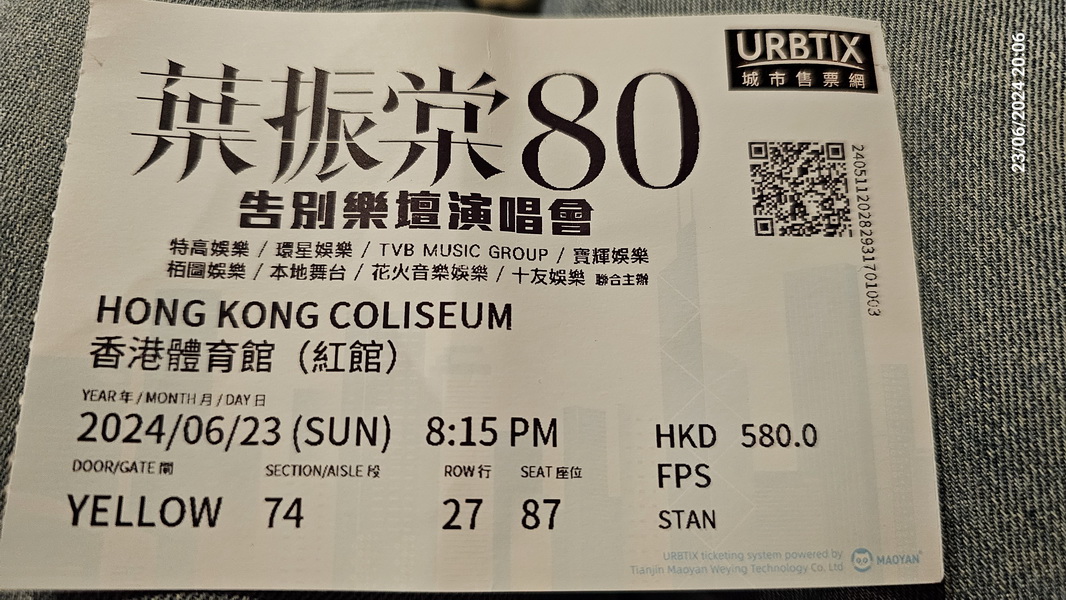 URBTIX
城市售票網
葉振棠80
告別樂壇演唱會
特高娛樂 / 環星娛樂 / TVB MUSIC GROUP / 寶輝娛樂
栢圖娛樂 / 本地舞台 / 花火音樂娛樂 / 十友娛樂 聯合主辦
HONG KONG COLISEUM
香港體育館（紅館）
YEAR 年 / MONTH 月 / DAY 日
2024/06/23 (SUN) 8:15 PM HKD 580.0
DOOR/GATE 閘 SECTION/AISLE 段 ROW 行 SEAT 座位 FPS
YELLOW 74 27 87 STAN
URBTIX ticketing system powered by
Tianjin Maoyan Weying Technology Co. Ltd MAOYAN
24051120282931701003
23/06/2024 20:06